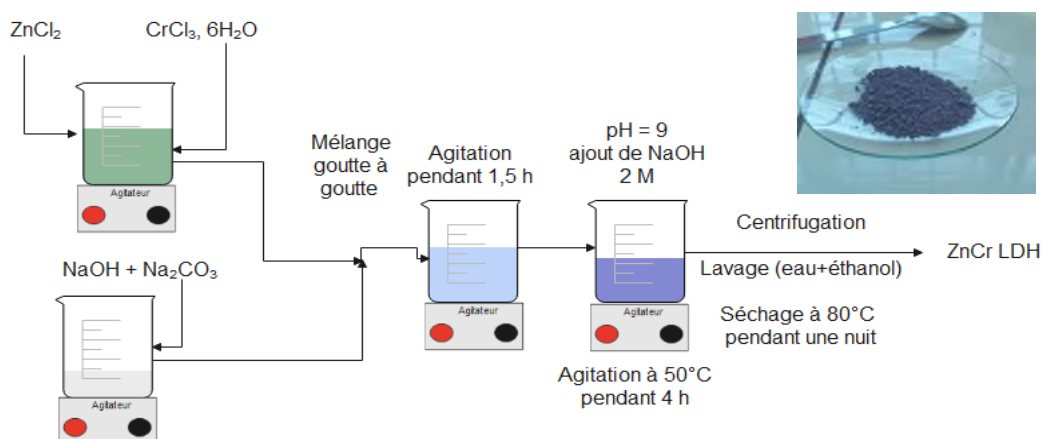 ZnCl₂
CrCl₃, 6H₂O
Agitateur
NaOH + Na₂CO₃
Agitateur
Mélange
goutte à
goutte
Agitation
pendant 1,5 h
Agitateur
pH = 9
ajout de NaOH
2 M
Agitateur
Agitation à 50°C
pendant 4 h
Centrifugation
Lavage (eau+éthanol)
Séchage à 80°C
pendant une nuit
ZnCr LDH